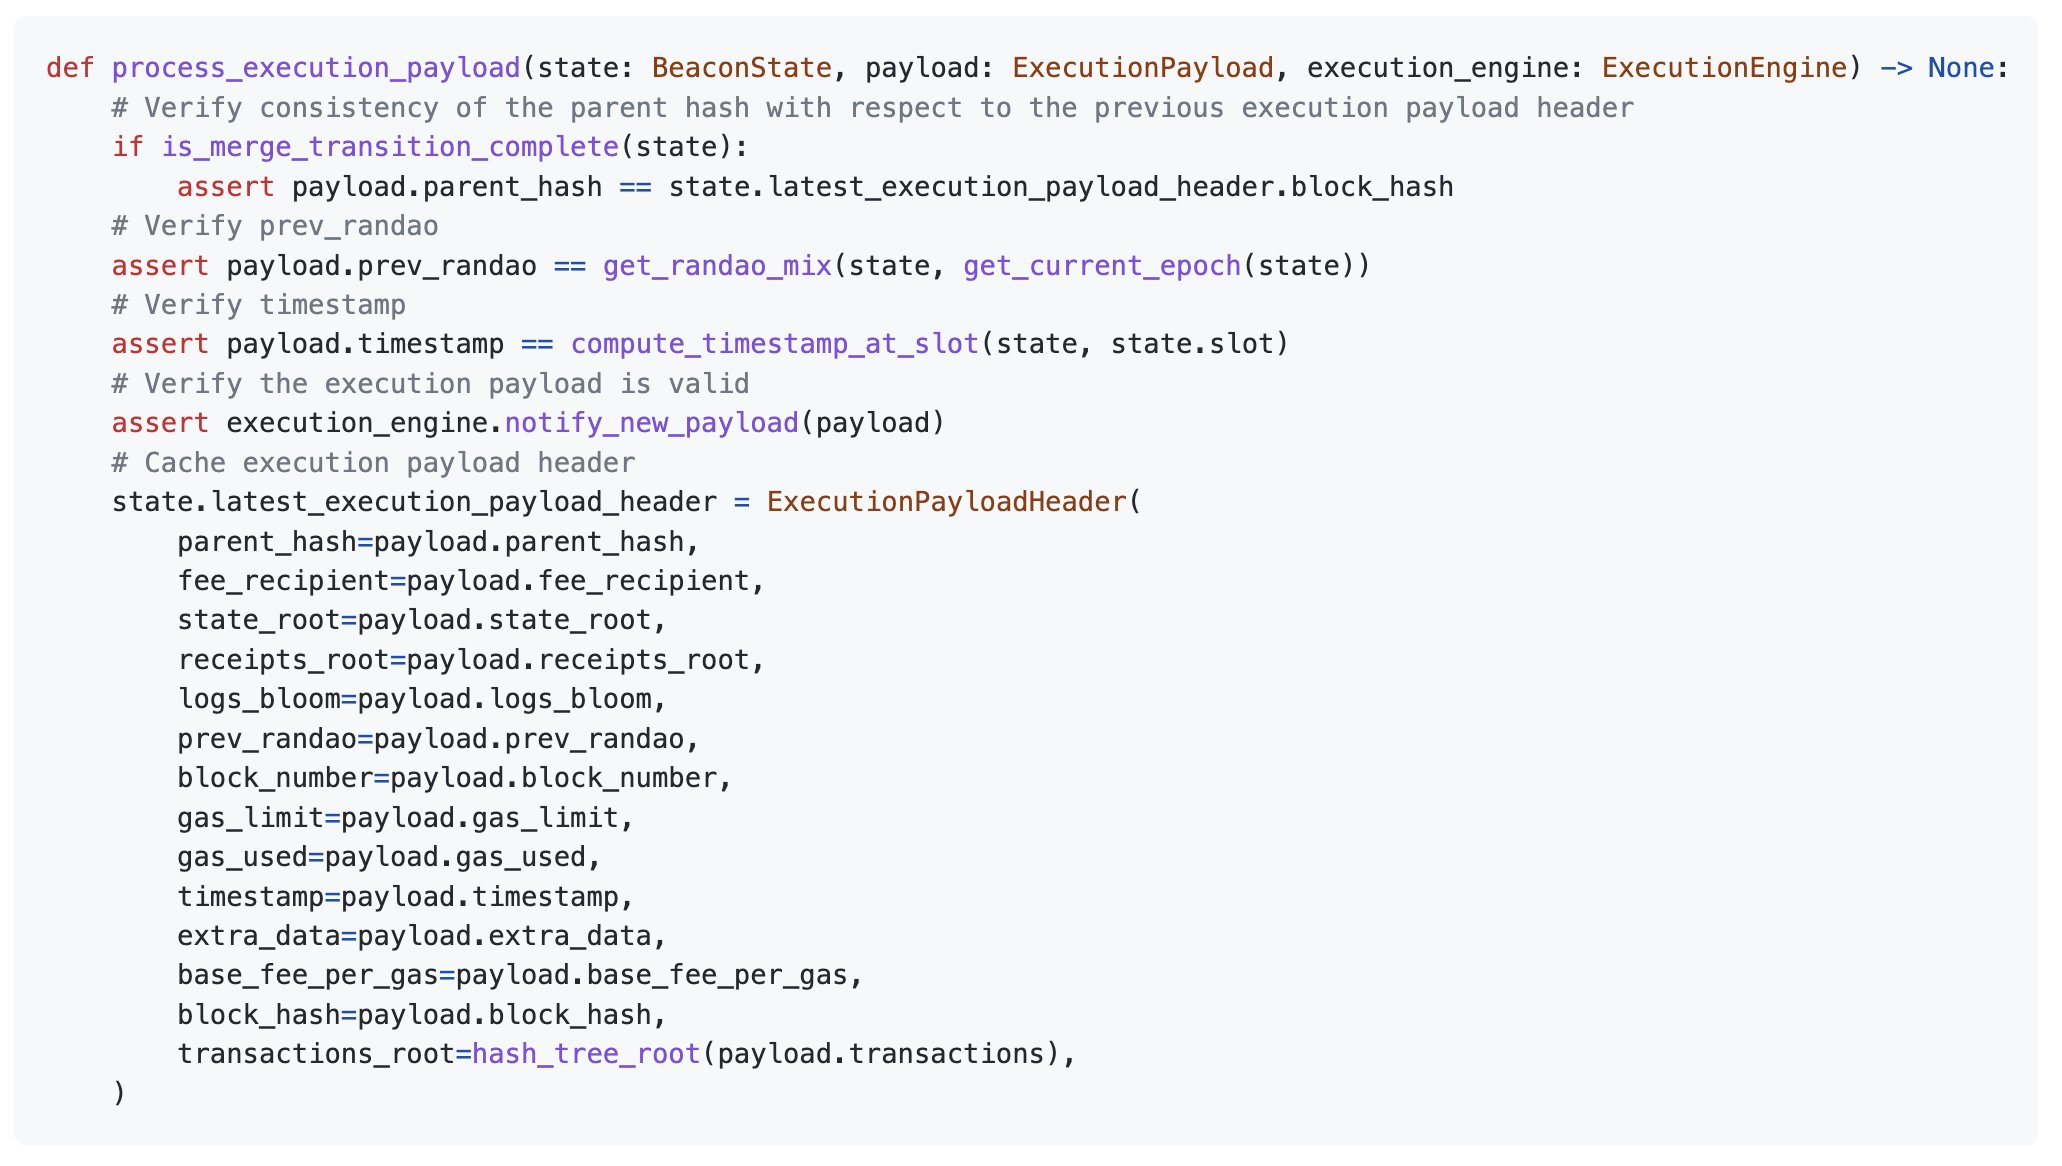 def process_execution_payload(state: BeaconState, payload: ExecutionPayload, execution_engine: ExecutionEngine) -> None:
    # Verify consistency of the parent hash with respect to the previous execution payload header
    if is_merge_transition_complete(state):
        assert payload.parent_hash == state.latest_execution_payload_header.block_hash
    # Verify prev_randao
    assert payload.prev_randao == get_randao_mix(state, get_current_epoch(state))
    # Verify timestamp
    assert payload.timestamp == compute_timestamp_at_slot(state, state.slot)
    # Verify the execution payload is valid
    assert execution_engine.notify_new_payload(payload)
    # Cache execution payload header
    state.latest_execution_payload_header = ExecutionPayloadHeader(
        parent_hash=payload.parent_hash,
        fee_recipient=payload.fee_recipient,
        state_root=payload.state_root,
        receipts_root=payload.receipts_root,
        logs_bloom=payload.logs_bloom,
        prev_randao=payload.prev_randao,
        block_number=payload.block_number,
        gas_limit=payload.gas_limit,
        gas_used=payload.gas_used,
        timestamp=payload.timestamp,
        extra_data=payload.extra_data,
        base_fee_per_gas=payload.base_fee_per_gas,
        block_hash=payload.block_hash,
        transactions_root=hash_tree_root(payload.transactions),
    )